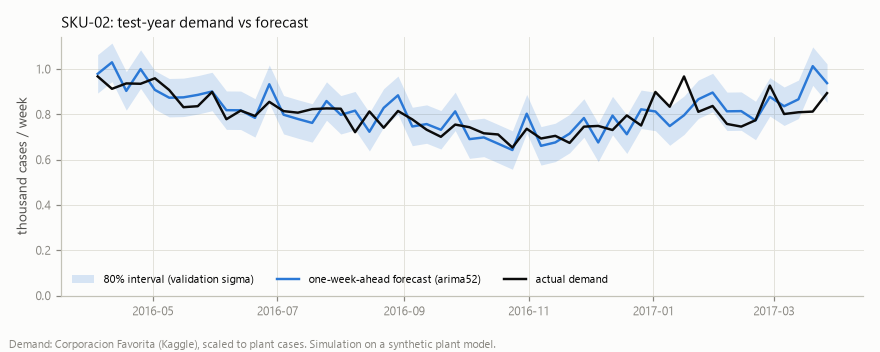 SKU-02: test-year demand vs forecast
thousand cases / week
1.0
0.8
0.6
0.4
0.2
0.0
80% interval (validation sigma)
one-week-ahead forecast (arima52)
actual demand
2016-05
2016-07
2016-09
2016-11
2017-01
2017-03
Demand: Corporacion Favorita (Kaggle), scaled to plant cases. Simulation on a synthetic plant model.